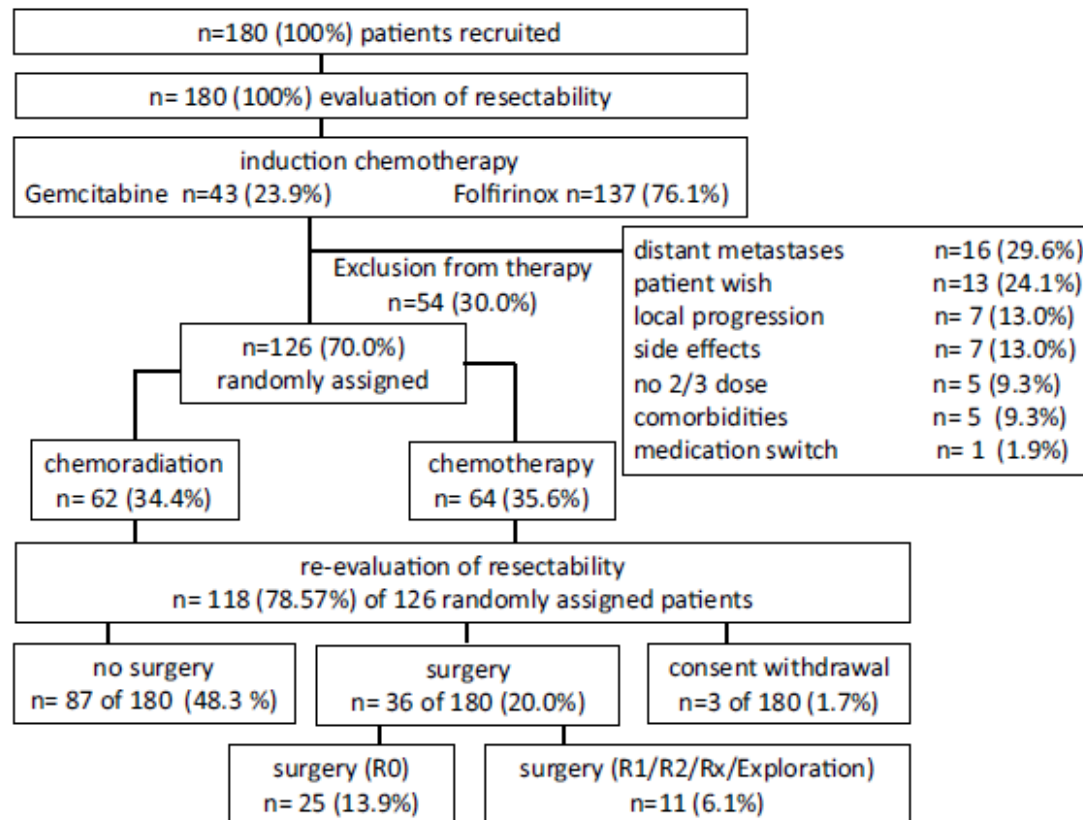 n=180 (100%) patients recruited
n= 180 (100%) evaluation of resectability
induction chemotherapy
Gemcitabine n=43 (23.9%) Folfirinox n=137 (76.1%)
Exclusion from therapy
n=54 (30.0%)
distant metastases n=16 (29.6%)
patient wish n=13 (24.1%)
local progression n= 7 (13.0%)
side effects n= 7 (13.0%)
no 2/3 dose n= 5 (9.3%)
comorbidities n= 5 (9.3%)
medication switch n= 1 (1.9%)
n=126 (70.0%)
randomly assigned
chemoradiation
n= 62 (34.4%)
chemotherapy
n= 64 (35.6%)
re-evaluation of resectability
n= 118 (78.57%) of 126 randomly assigned patients
no surgery
n= 87 of 180 (48.3 %)
surgery
n= 36 of 180 (20.0%)
consent withdrawal
n=3 of 180 (1.7%)
surgery (R0)
n= 25 (13.9%)
surgery (R1/R2/Rx/Exploration)
n=11 (6.1%)